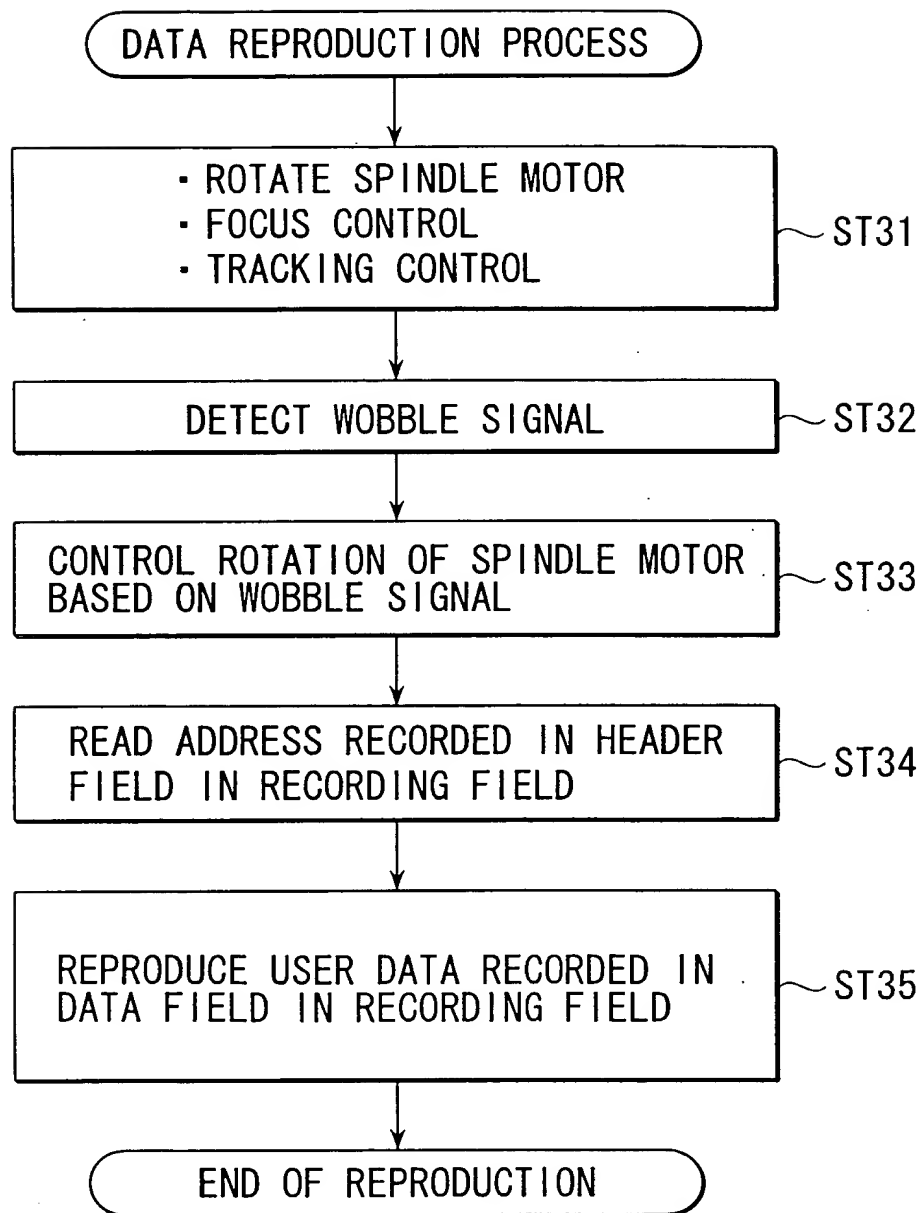 DATA REPRODUCTION PROCESS
· ROTATE SPINDLE MOTOR
· FOCUS CONTROL
· TRACKING CONTROL
ST31
DETECT WOBBLE SIGNAL
ST32
CONTROL ROTATION OF SPINDLE MOTOR
BASED ON WOBBLE SIGNAL
ST33
READ ADDRESS RECORDED IN HEADER
FIELD IN RECORDING FIELD
ST34
REPRODUCE USER DATA RECORDED IN
DATA FIELD IN RECORDING FIELD
ST35
END OF REPRODUCTION